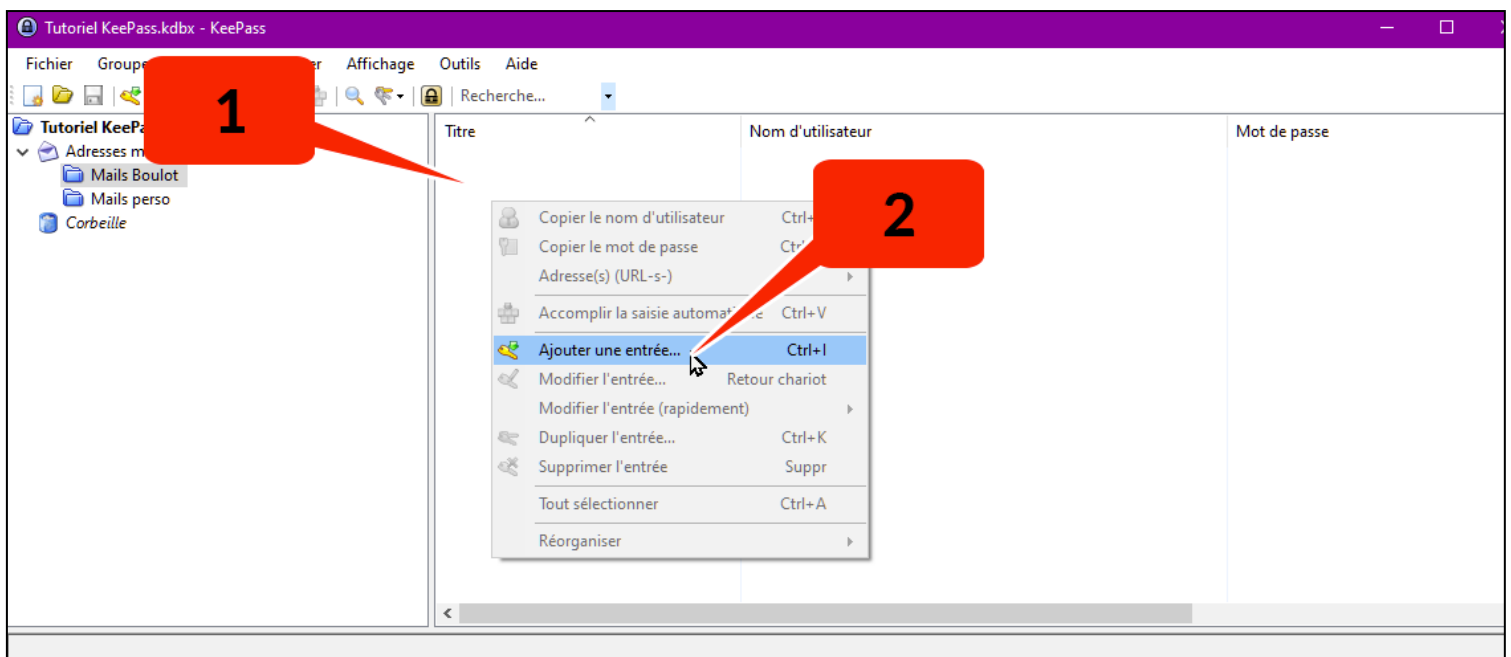 Tutoriel KeePass.kdbx - KeePass
Fichier Affichage Outils Aide
1
Recherche...
Tutoriel
Titre Nom d'utilisateur Mot de passe
Adresses
Mails Boulot
Mails perso
Corbeille
2
Copier le nom d'utilisateur
Copier le mot de passe
Adresse(s) (URL-s-)
Accomplir la saisie Ctrl+V
Ajouter une entrée... Ctrl+I
Modifier l'entrée... Retour chariot
Modifier l'entrée (rapidement)
Dupliquer l'entrée... Ctrl+K
Supprimer l'entrée Suppr
Tout sélectionner Ctrl+A
Réorganiser